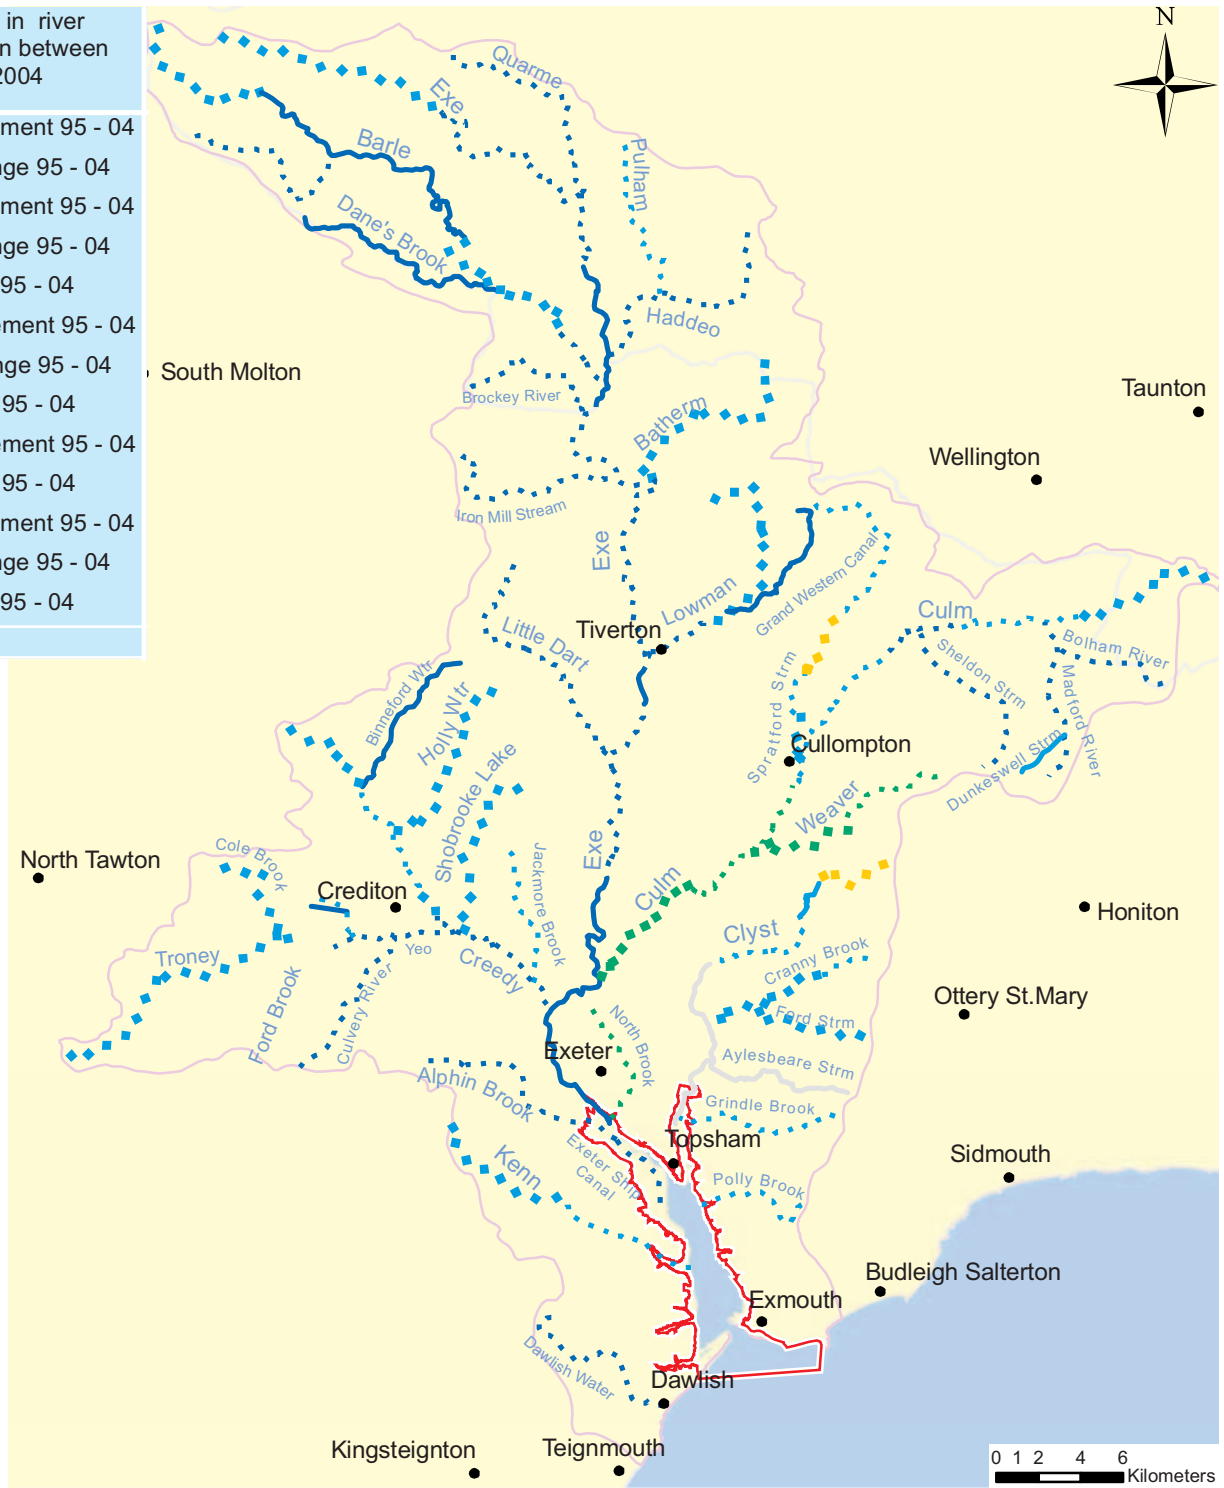 in river
n between
2004
ment 95 - 04
nge 95 - 04
ment 95 - 04
nge 95 - 04
95 - 04
ement 95 - 04
nge 95 - 04
95 - 04
ement 95 - 04
95 - 04
ment 95 - 04
nge 95 - 04
95 - 04
N
Quarme
Exe
Barle
Pulham
Dane's Brook
Haddeo
South Molton
Brockey River
Taunton
Batherm
Wellington
Iron Mill Stream
Exe
Grand Western Canal
Lowman
Culm
Tiverton
Little Dart
Bolham River
Sheldon Strm
Madford River
Binneford Wtr
Holly Wtr
Spratford Strm
Cullompton
Dunkeswell Strm
Shobrooke Lake
Weaver
Cole Brook
Jackmore Brook
Exe
North Tawton
Crediton
Culm
Honiton
Clyst
Troney
Yeo
Creedy
Cranny Brook
Ford Brook
Culvery River
Ottery St.Mary
Ford Strm
North Brook
Exeter
Aylesbeare Strm
Alphin Brook
Grindle Brook
Topsham
Kenn
Exeter Ship
Canal
Sidmouth
Polly Brook
Budleigh Salterton
Exmouth
Dawlish Water
Dawlish
Kingsteignton
Teignmouth
0 1 2 4 6
Kilometers